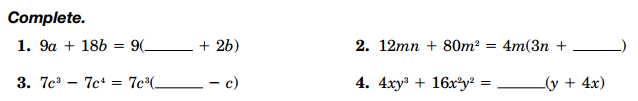 Complete.
1. 9a + 18b = 9(______ + 2b)
2. 12mn + 80m² = 4m(3n + ______)
3. 7c³ − 7c⁴ = 7c³(______ − c)
4. 4xy³ + 16x²y² = ______(y + 4x)